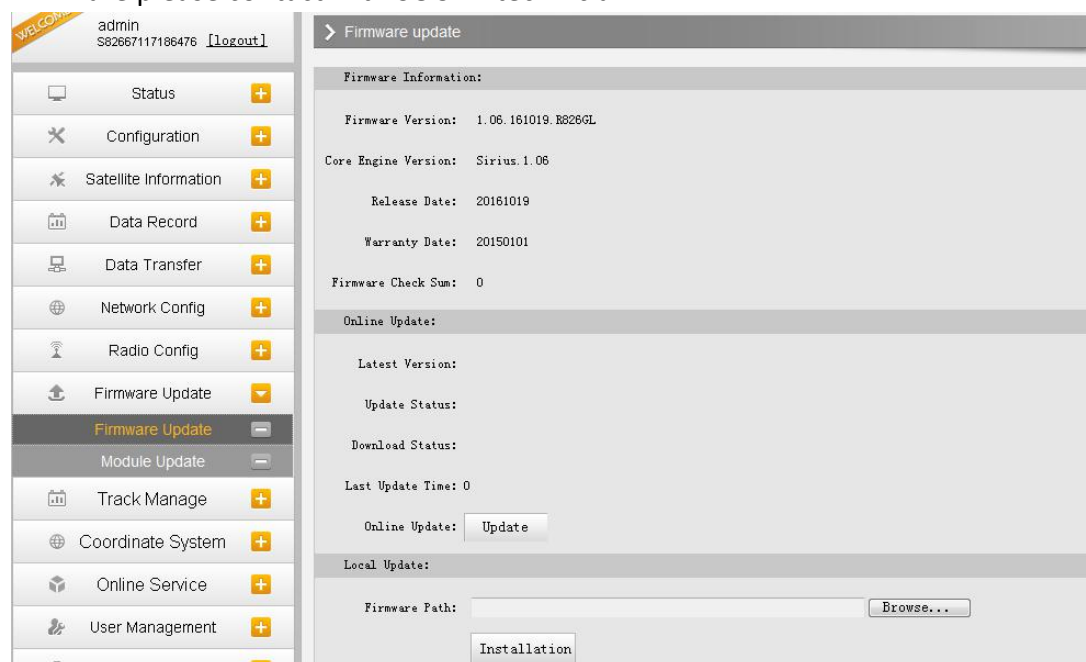 WELCOME
admin
S82667117186476 [logout]
Status
Configuration
Satellite Information
Data Record
Data Transfer
Network Config
Radio Config
Firmware Update
Firmware Update
Module Update
Track Manage
Coordinate System
Online Service
User Management
Firmware update
Firmware Information:
Firmware Version: 1.06.161019.R826GL
Core Engine Version: Sirius.1.06
Release Date: 20161019
Warranty Date: 20150101
Firmware Check Sum: 0
Online Update:
Latest Version:
Update Status:
Download Status:
Last Update Time: 0
Online Update: Update
Local Update:
Firmware Path: Browse...
Installation